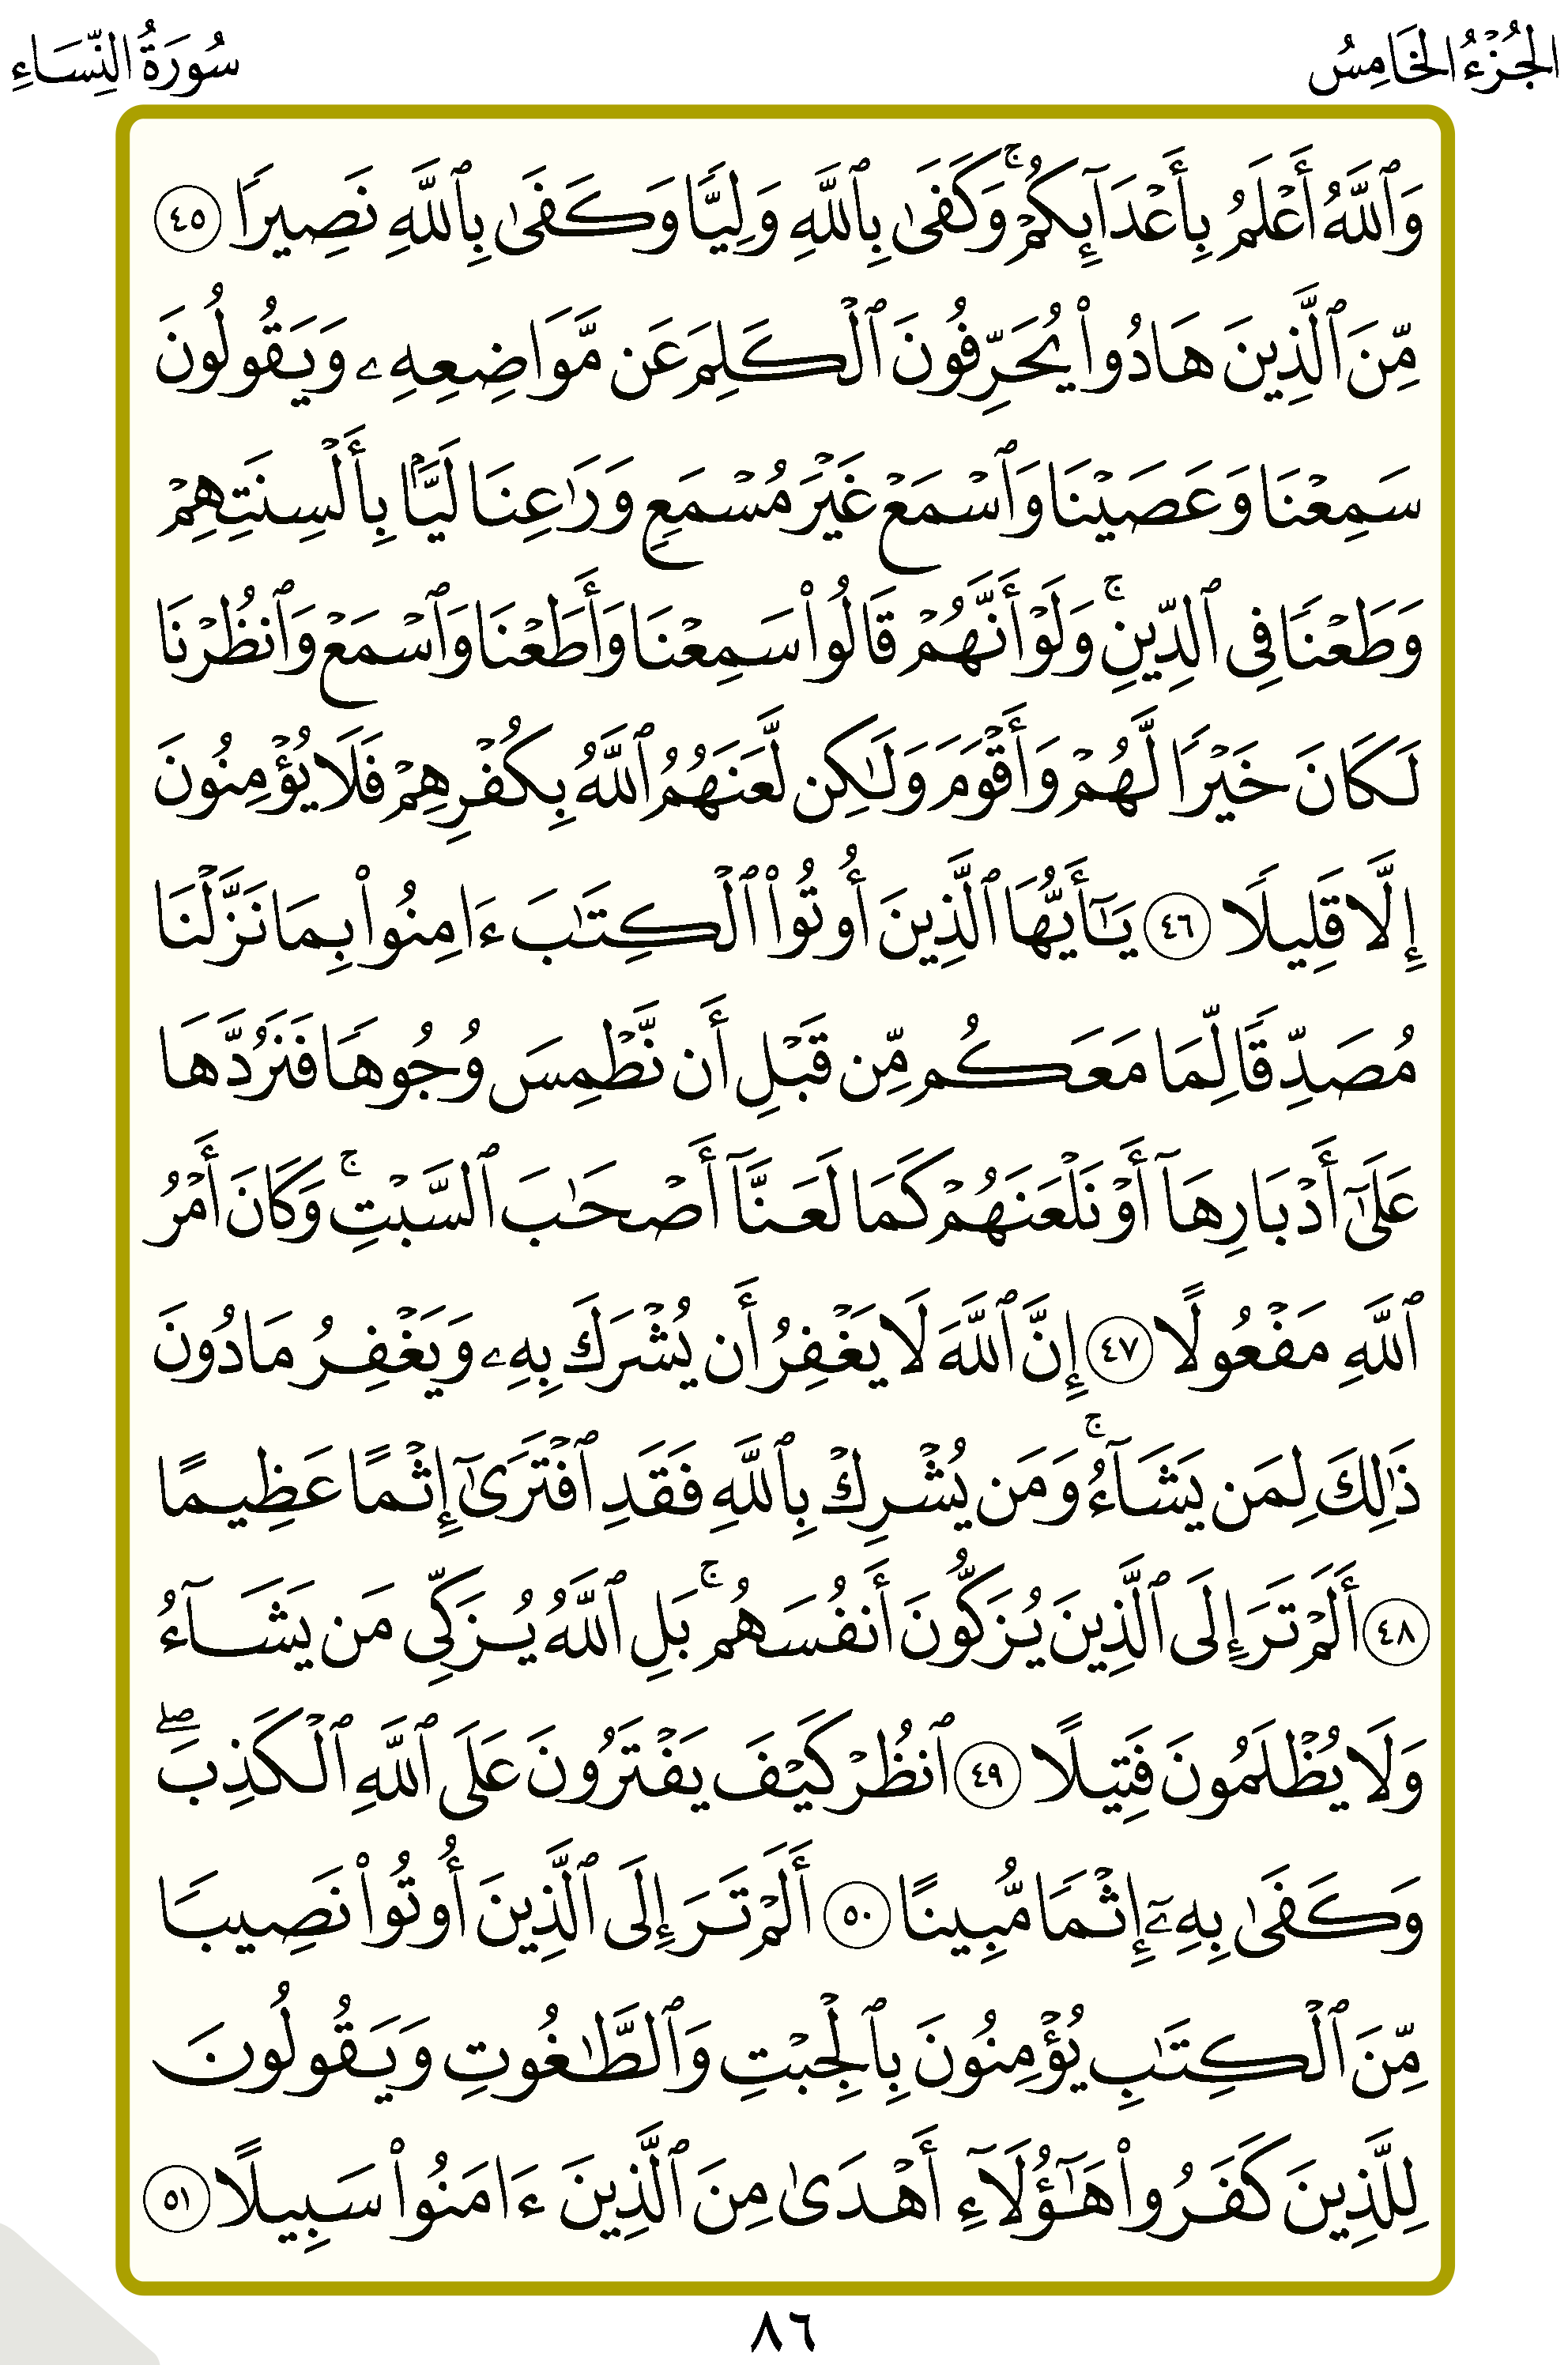 الجُزْءُ الخَامِسُ
سُورَةُ النِّسَاءِ
وَٱللَّهُ أَعْلَمُ بِأَعْدَآئِكُمْ ۚ وَكَفَىٰ بِٱللَّهِ وَلِيًّا وَكَفَىٰ بِٱللَّهِ نَصِيرًا ٤٥
مِّنَ ٱلَّذِينَ هَادُوا۟ يُحَرِّفُونَ ٱلْكَلِمَ عَن مَّوَاضِعِهِۦ وَيَقُولُونَ
سَمِعْنَا وَعَصَيْنَا وَٱسْمَعْ غَيْرَ مُسْمَعٍ وَرَٰعِنَا لَيًّۢا بِأَلْسِنَتِهِمْ
وَطَعْنًا فِى ٱلدِّينِ ۚ وَلَوْ أَنَّهُمْ قَالُوا۟ سَمِعْنَا وَأَطَعْنَا وَٱسْمَعْ وَٱنظُرْنَا
لَكَانَ خَيْرًا لَّهُمْ وَأَقْوَمَ وَلَٰكِن لَّعَنَهُمُ ٱللَّهُ بِكُفْرِهِمْ فَلَا يُؤْمِنُونَ
إِلَّا قَلِيلًا ٤٦ يَٰٓأَيُّهَا ٱلَّذِينَ أُوتُوا۟ ٱلْكِتَٰبَ ءَامِنُوا۟ بِمَا نَزَّلْنَا
مُصَدِّقًا لِّمَا مَعَكُم مِّن قَبْلِ أَن نَّطْمِسَ وُجُوهًا فَنَرُدَّهَا
عَلَىٰٓ أَدْبَارِهَآ أَوْ نَلْعَنَهُمْ كَمَا لَعَنَّآ أَصْحَٰبَ ٱلسَّبْتِ ۚ وَكَانَ أَمْرُ
ٱللَّهِ مَفْعُولًا ٤٧ إِنَّ ٱللَّهَ لَا يَغْفِرُ أَن يُشْرَكَ بِهِۦ وَيَغْفِرُ مَا دُونَ
ذَٰلِكَ لِمَن يَشَآءُ ۚ وَمَن يُشْرِكْ بِٱللَّهِ فَقَدِ ٱفْتَرَىٰٓ إِثْمًا عَظِيمًا
٤٨ أَلَمْ تَرَ إِلَى ٱلَّذِينَ يُزَكُّونَ أَنفُسَهُم ۚ بَلِ ٱللَّهُ يُزَكِّى مَن يَشَآءُ
وَلَا يُظْلَمُونَ فَتِيلًا ٤٩ ٱنظُرْ كَيْفَ يَفْتَرُونَ عَلَى ٱللَّهِ ٱلْكَذِبَ ۖ
وَكَفَىٰ بِهِۦٓ إِثْمًا مُّبِينًا ٥٠ أَلَمْ تَرَ إِلَى ٱلَّذِينَ أُوتُوا۟ نَصِيبًا
مِّنَ ٱلْكِتَٰبِ يُؤْمِنُونَ بِٱلْجِبْتِ وَٱلطَّٰغُوتِ وَيَقُولُونَ
لِلَّذِينَ كَفَرُوا۟ هَٰٓؤُلَآءِ أَهْدَىٰ مِنَ ٱلَّذِينَ ءَامَنُوا۟ سَبِيلًا ٥١
٨٦